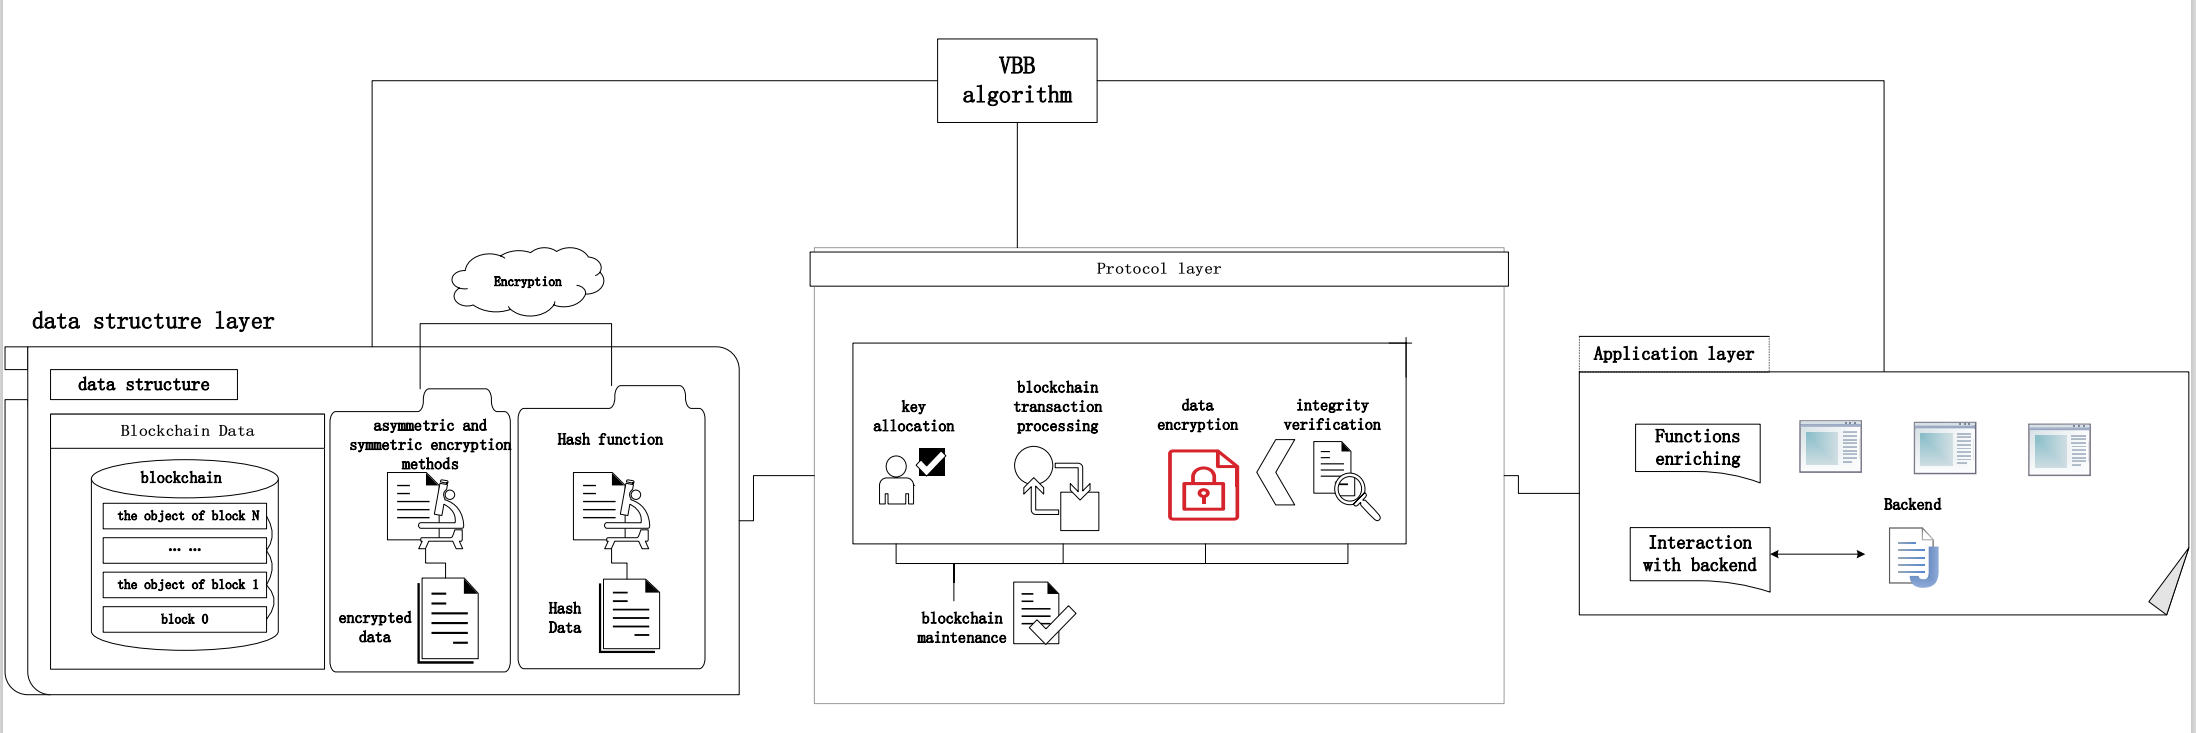 VBB
algorithm
Encryption
data structure layer
data structure
Blockchain Data
blockchain
the object of block N
... ...
the object of block 1
block 0
asymmetric and
symmetric encryption
methods
encrypted
data
Hash function
Hash
Data
Protocol layer
key
allocation
blockchain
transaction
processing
data
encryption
integrity
verification
blockchain
maintenance
Application layer
Functions
enriching
Backend
Interaction
with backend